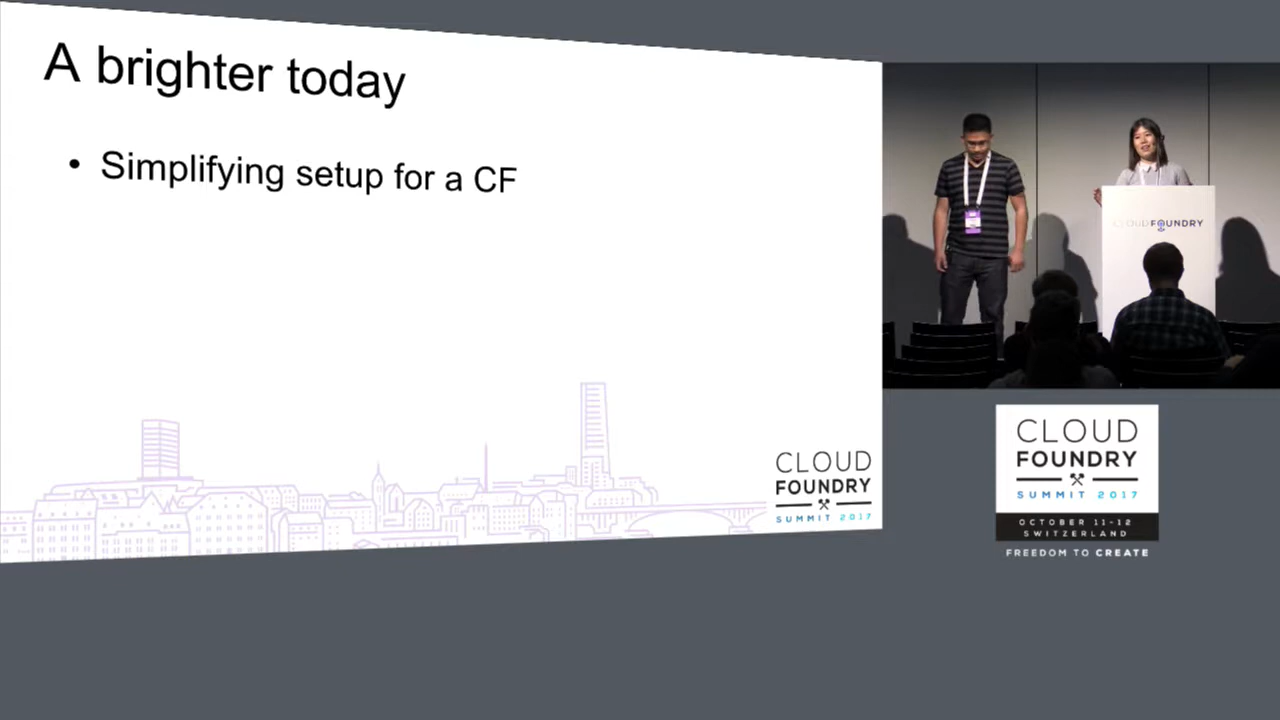 A brighter today
• Simplifying setup for a CF
CLOUD
FOUNDRY
SUMMIT 2017
CLOUD FOUNDRY
CLOUD
FOUNDRY
SUMMIT 2017
OCTOBER 11-12
SWITZERLAND
FREEDOM TO CREATE